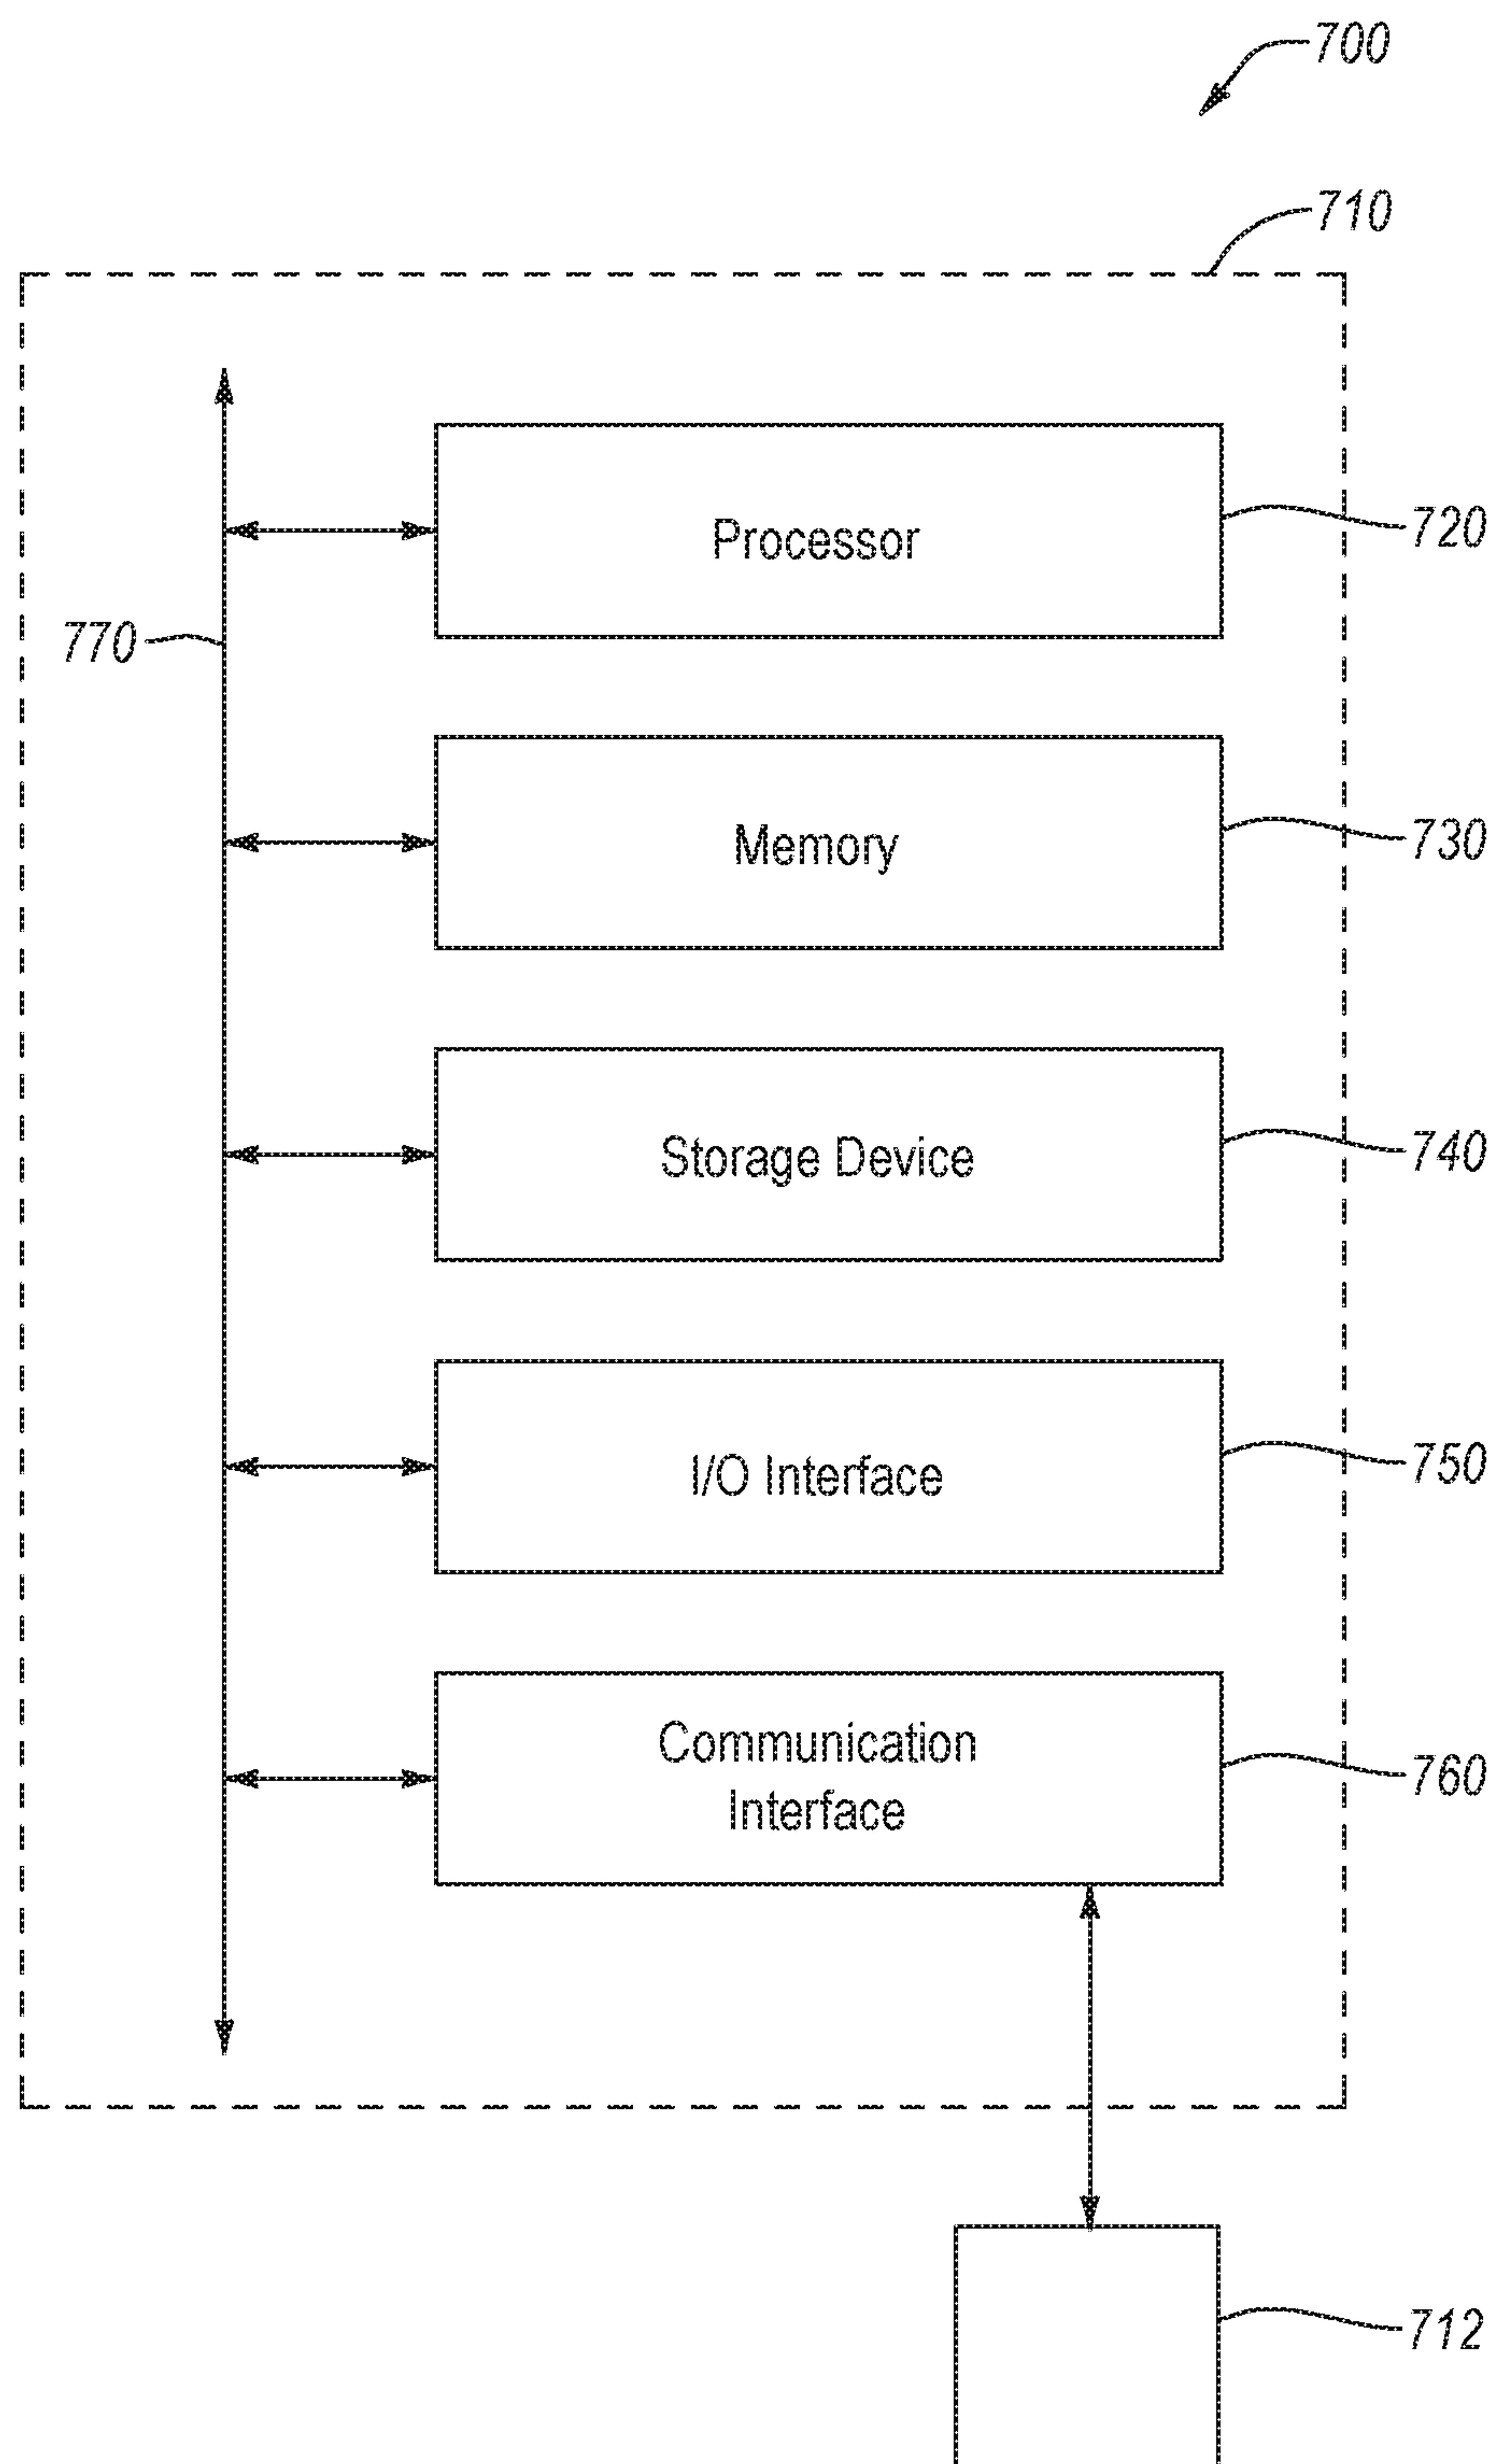 700
710
Processor
720
770
Memory
730
Storage Device
740
I/O Interface
750
Communication
Interface
760
712